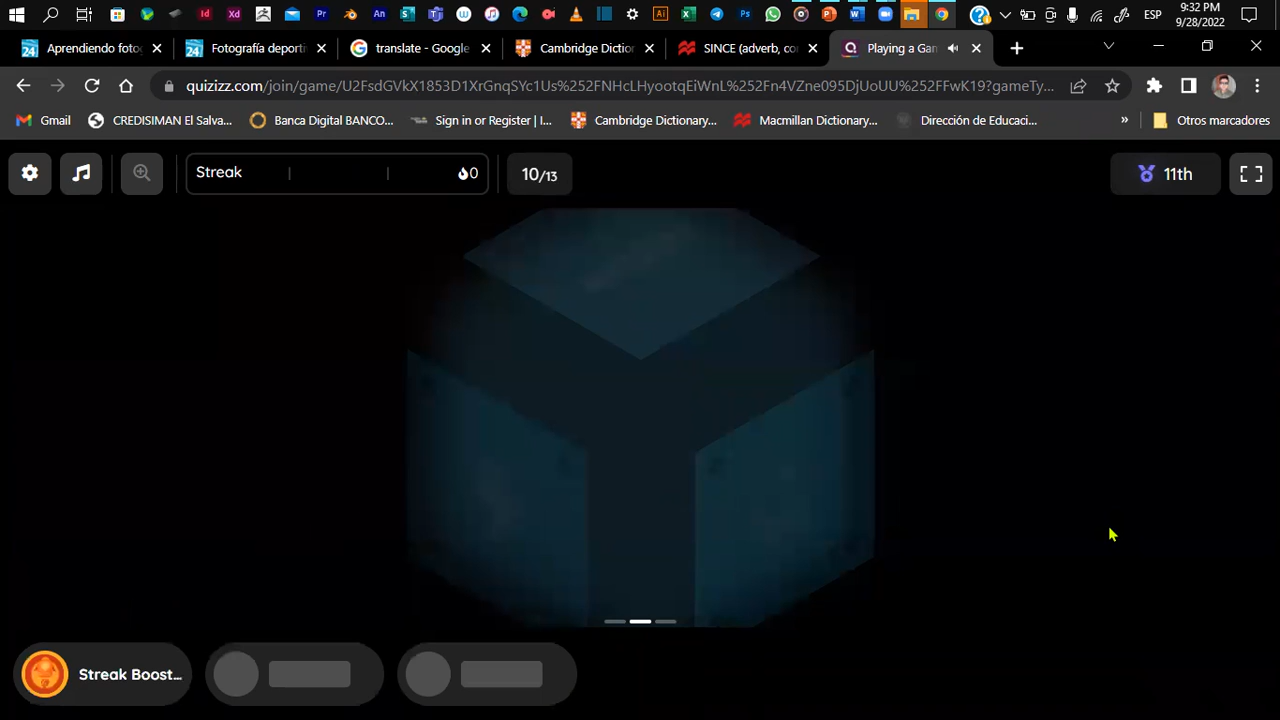 9:32 PM
ESP
9/28/2022
Aprendiendo foto
Fotografía deporti
translate - Google
Cambridge Diction
SINCE (adverb, co
Playing a Gam
quizizz.com/join/game/U2FsdGVkX1853D1XrGnqSYc1Us%252FNHcLHyootqEiWnL%252Fn4VZne095DjUoUU%252FFwK19?gameTy...
Gmail
CREDISIMAN El Salva...
Banca Digital BANCO...
Sign in or Register | I...
Cambridge Dictionary...
Macmillan Dictionary...
Dirección de Educaci...
»
Otros marcadores
Streak
0
10/13
11th
Streak Boost...